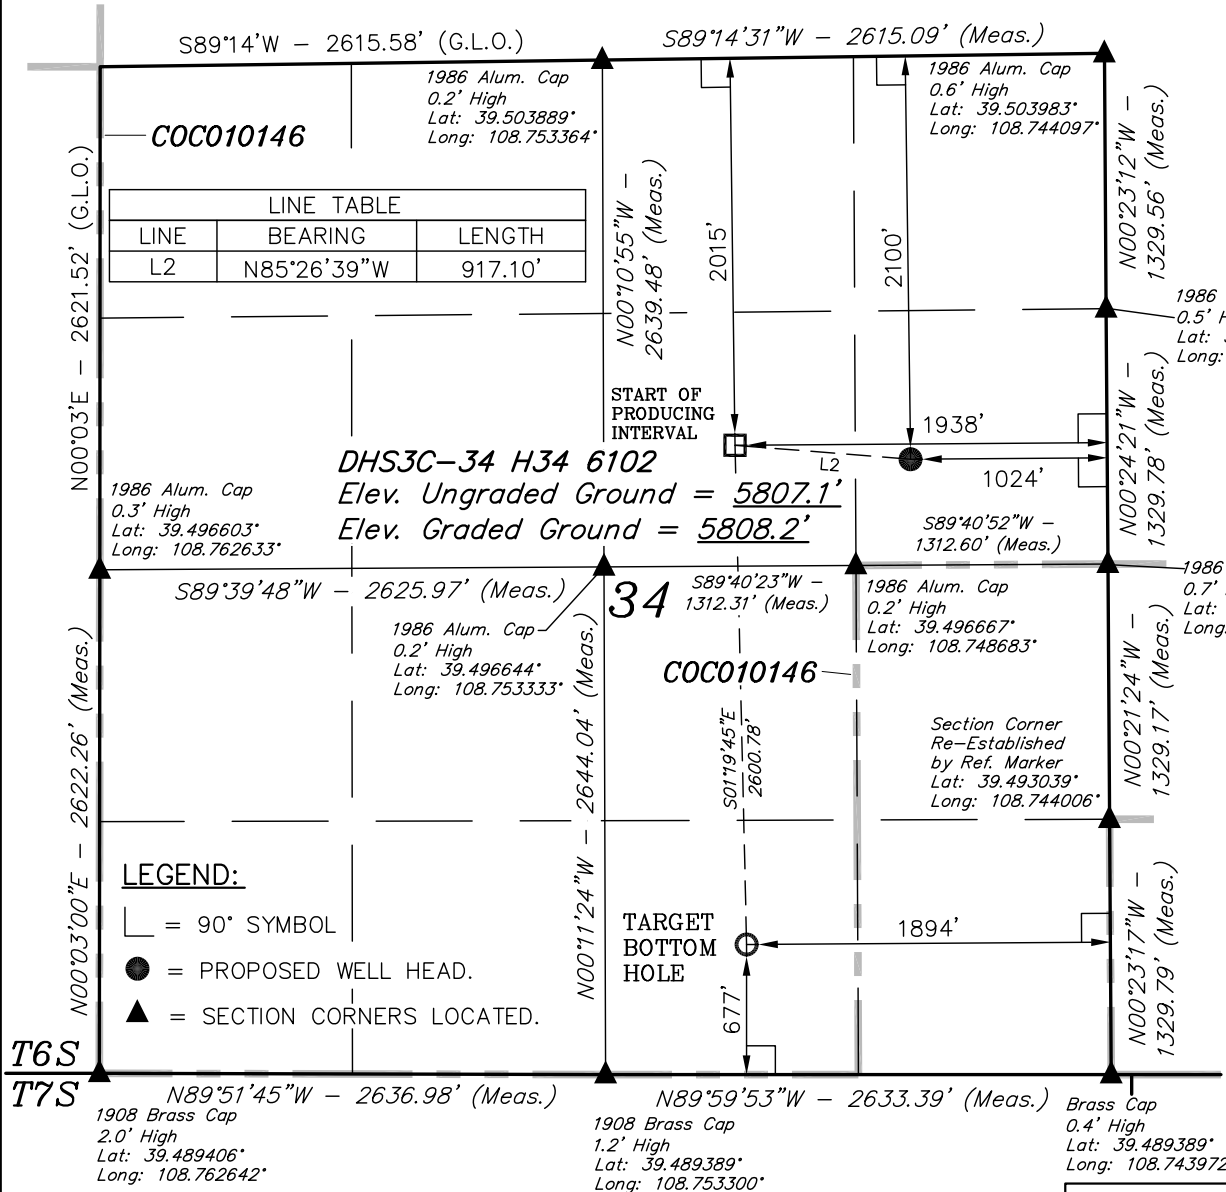 S89°14'W - 2615.58' (G.L.O.)
S89°14'31"W - 2615.09' (Meas.)
1986 Alum. Cap
0.2' High
Lat: 39.503889°
Long: 108.753364°
1986 Alum. Cap
0.6' High
Lat: 39.503983°
Long: 108.744097°
COC010146
N00°03'E - 2621.52' (G.L.O.)
LINE TABLE
LINE BEARING LENGTH
L2 N85°26'39"W 917.10'
N00°10'55"W -
2639.48' (Meas.)
2015'
2100'
N00°23'12"W -
1329.56' (Meas.)
1986
0.5'
Lat:
Long:
START OF
PRODUCING
INTERVAL
1938'
L2
1024'
N00°24'21"W -
1329.78' (Meas.)
DHS3C-34 H34 6102
Elev. Ungraded Ground = 5807.1'
Elev. Graded Ground = 5808.2'
1986 Alum. Cap
0.3' High
Lat: 39.496603°
Long: 108.762633°
S89°40'52"W -
1312.60' (Meas.)
S89°39'48"W - 2625.97' (Meas.)
34
S89°40'23"W -
1312.31' (Meas.)
1986 Alum. Cap
0.2' High
Lat: 39.496667°
Long: 108.748683°
1986
0.7'
Lat:
Long
1986 Alum. Cap
0.2' High
Lat: 39.496644°
Long: 108.753333°
COC010146
N00°03'00"E - 2622.26' (Meas.)
N00°11'24"W - 2644.04' (Meas.)
S01°19'45"E
2600.78'
N00°21'24"W -
1329.17' (Meas.)
Section Corner
Re-Established
by Ref. Marker
Lat: 39.493039°
Long: 108.744006°
LEGEND:
= 90° SYMBOL
= PROPOSED WELL HEAD.
= SECTION CORNERS LOCATED.
TARGET
BOTTOM
HOLE
1894'
677'
N00°23'17"W -
1329.79' (Meas.)
T6S
T7S
N89°51'45"W - 2636.98' (Meas.)
N89°59'53"W - 2633.39' (Meas.)
1908 Brass Cap
2.0' High
Lat: 39.489406°
Long: 108.762642°
1908 Brass Cap
1.2' High
Lat: 39.489389°
Long: 108.753300°
Brass Cap
0.4' High
Lat: 39.489389°
Long: 108.743972